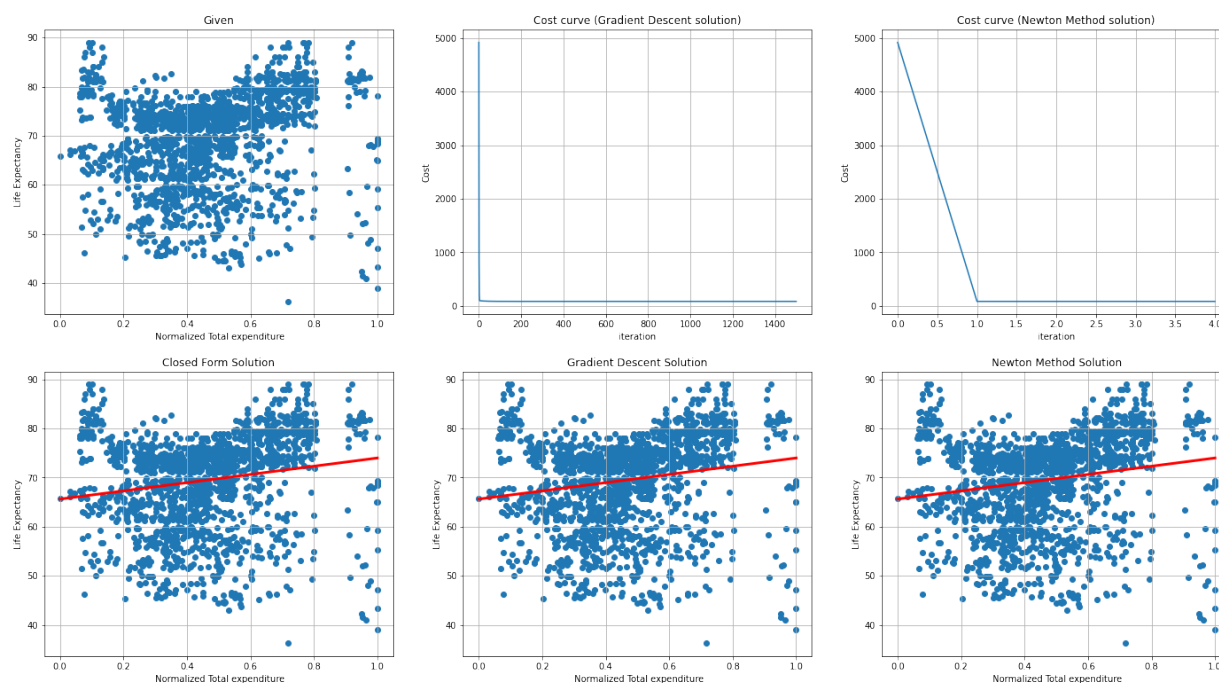 Given
Cost curve (Gradient Descent solution)
Cost curve (Newton Method solution)
90
80
70
60
50
40
Life Expectancy
0.0 0.2 0.4 0.6 0.8 1.0
Normalized Total expenditure
5000
4000
3000
2000
1000
0
Cost
0 200 400 600 800 1000 1200 1400
iteration
5000
4000
3000
2000
1000
0
Cost
0.0 0.5 1.0 1.5 2.0 2.5 3.0 3.5 4.0
iteration
Closed Form Solution
Gradient Descent Solution
Newton Method Solution
90
80
70
60
50
40
Life Expectancy
0.0 0.2 0.4 0.6 0.8 1.0
Normalized Total expenditure
90
80
70
60
50
40
Life Expectancy
0.0 0.2 0.4 0.6 0.8 1.0
Normalized Total expenditure
90
80
70
60
50
40
Life Expectancy
0.0 0.2 0.4 0.6 0.8 1.0
Normalized Total expenditure